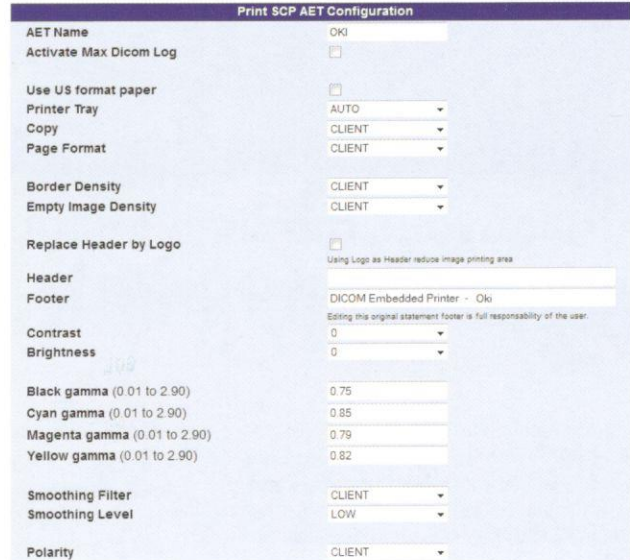 Print SCP AET Configuration
AET Name OKI
Activate Max Dicom Log
Use US format paper
Printer Tray AUTO
Copy CLIENT
Page Format CLIENT
Border Density CLIENT
Empty Image Density CLIENT
Replace Header by Logo
Using Logo as Header reduce image printing area
Header
Footer DICOM Embedded Printer - Oki
Editing this original statement footer is full responsability of the user.
Contrast 0
Brightness 0
Black gamma (0.01 to 2.90) 0.75
Cyan gamma (0.01 to 2.90) 0.85
Magenta gamma (0.01 to 2.90) 0.79
Yellow gamma (0.01 to 2.90) 0.82
Smoothing Filter CLIENT
Smoothing Level LOW
Polarity CLIENT